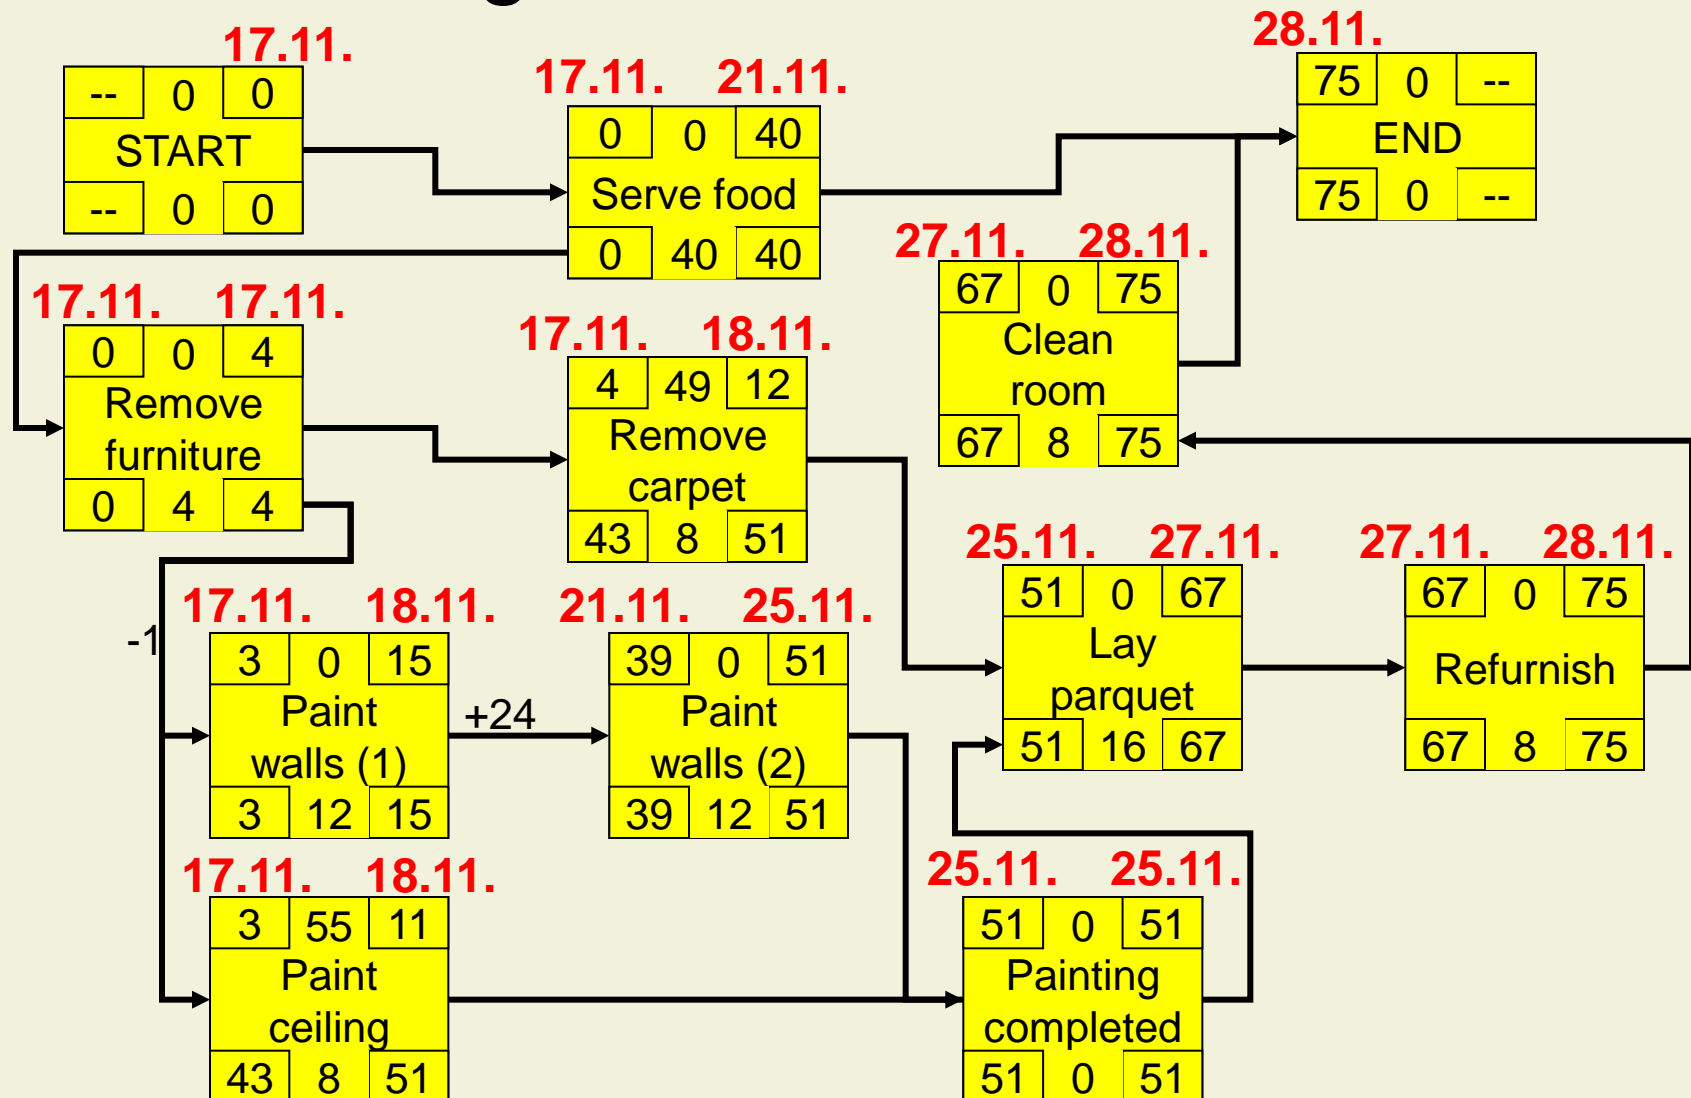 17.11.
-- 0 0
START
-- 0 0
17.11. 21.11.
0 0 40
Serve food
0 40 40
28.11.
75 0 --
END
75 0 --
27.11. 28.11.
67 0 75
Clean
room
67 8 75
17.11. 17.11.
0 0 4
Remove
furniture
0 4 4
17.11. 18.11.
4 49 12
Remove
carpet
43 8 51
-1
17.11. 18.11.
3 0 15
Paint
walls (1)
3 12 15
+24
21.11. 25.11.
39 0 51
Paint
walls (2)
39 12 51
25.11. 27.11.
51 0 67
Lay
parquet
51 16 67
27.11. 28.11.
67 0 75
Refurnish
67 8 75
17.11. 18.11.
3 55 11
Paint
ceiling
43 8 51
25.11. 25.11.
51 0 51
Painting
completed
51 0 51